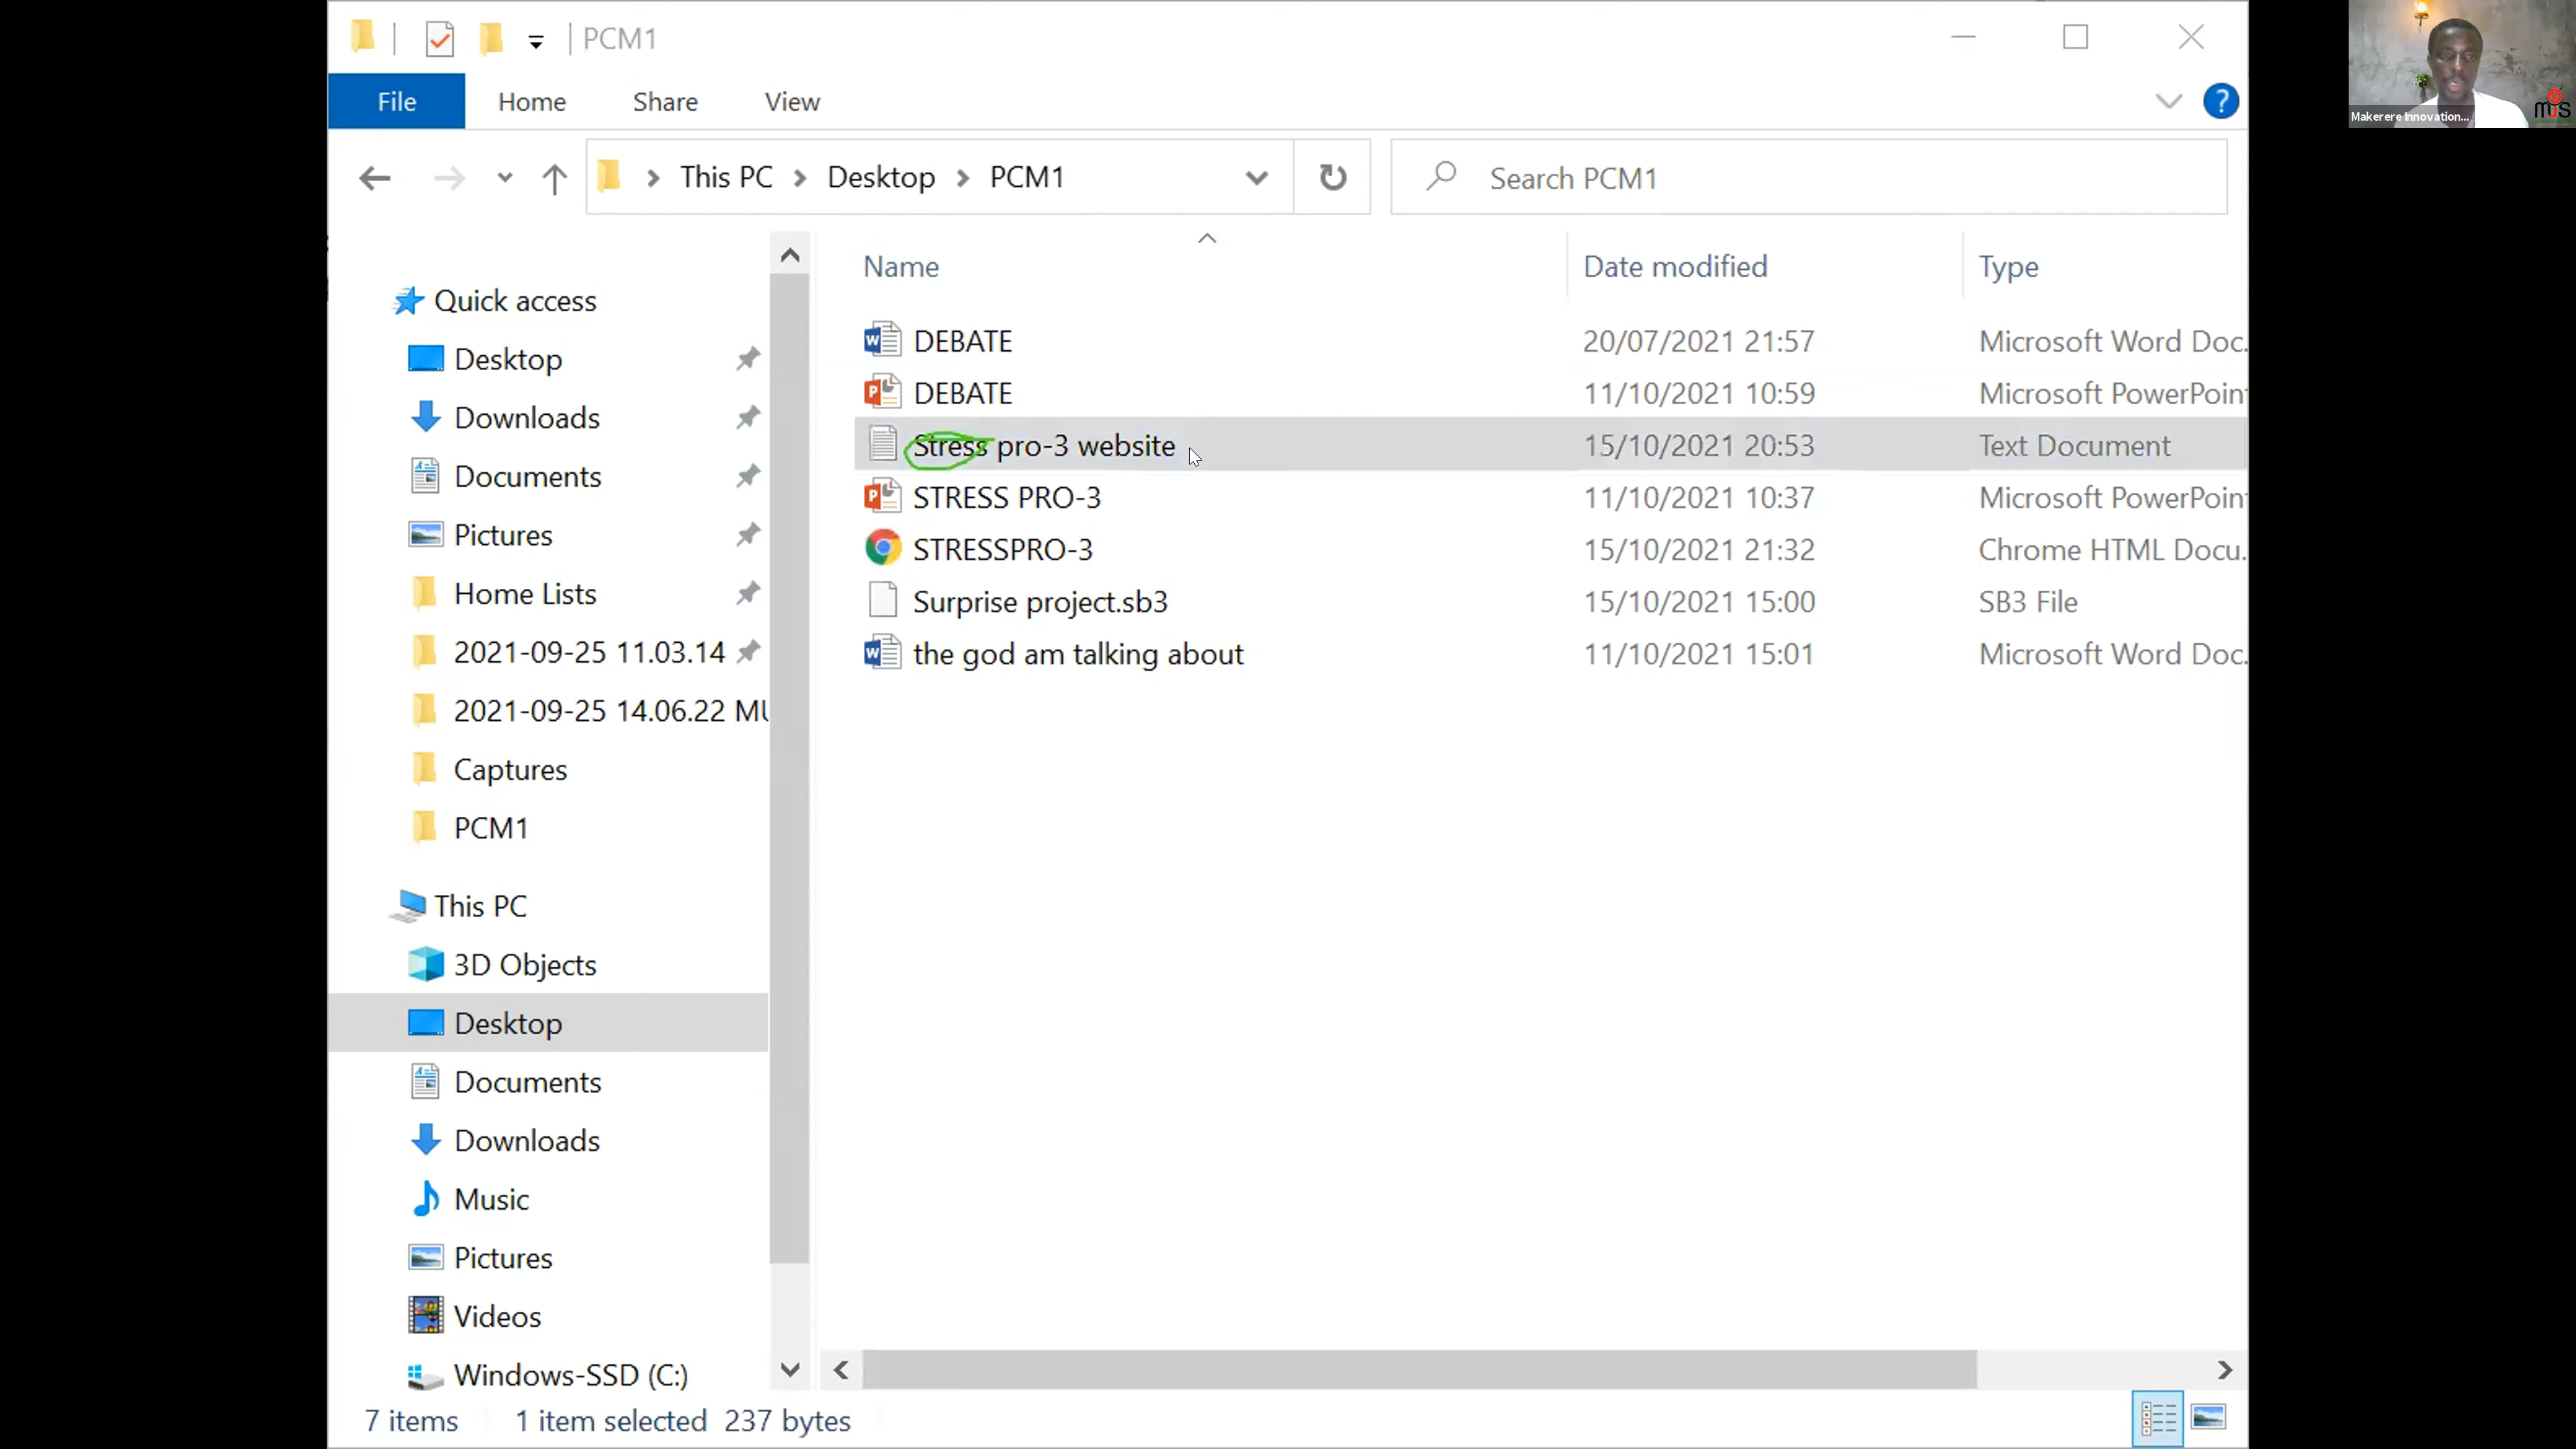 PCM1
File Home Share View
This PC Desktop PCM1 Search PCM1
Name Date modified Type
Quick access
Desktop
Downloads
Documents
Pictures
Home Lists
2021-09-25 11.03.14
2021-09-25 14.06.22 MU
Captures
PCM1
This PC
3D Objects
Desktop
Documents
Downloads
Music
Pictures
Videos
Windows-SSD (C:)
DEBATE 20/07/2021 21:57 Microsoft Word Doc.
DEBATE 11/10/2021 10:59 Microsoft PowerPoint
Stress pro-3 website 15/10/2021 20:53 Text Document
STRESS PRO-3 11/10/2021 10:37 Microsoft PowerPoint
STRESSPRO-3 15/10/2021 21:32 Chrome HTML Docu.
Surprise project.sb3 15/10/2021 15:00 SB3 File
the god am talking about 11/10/2021 15:01 Microsoft Word Doc.
7 items 1 item selected 237 bytes
Makerere Innovation...
mis